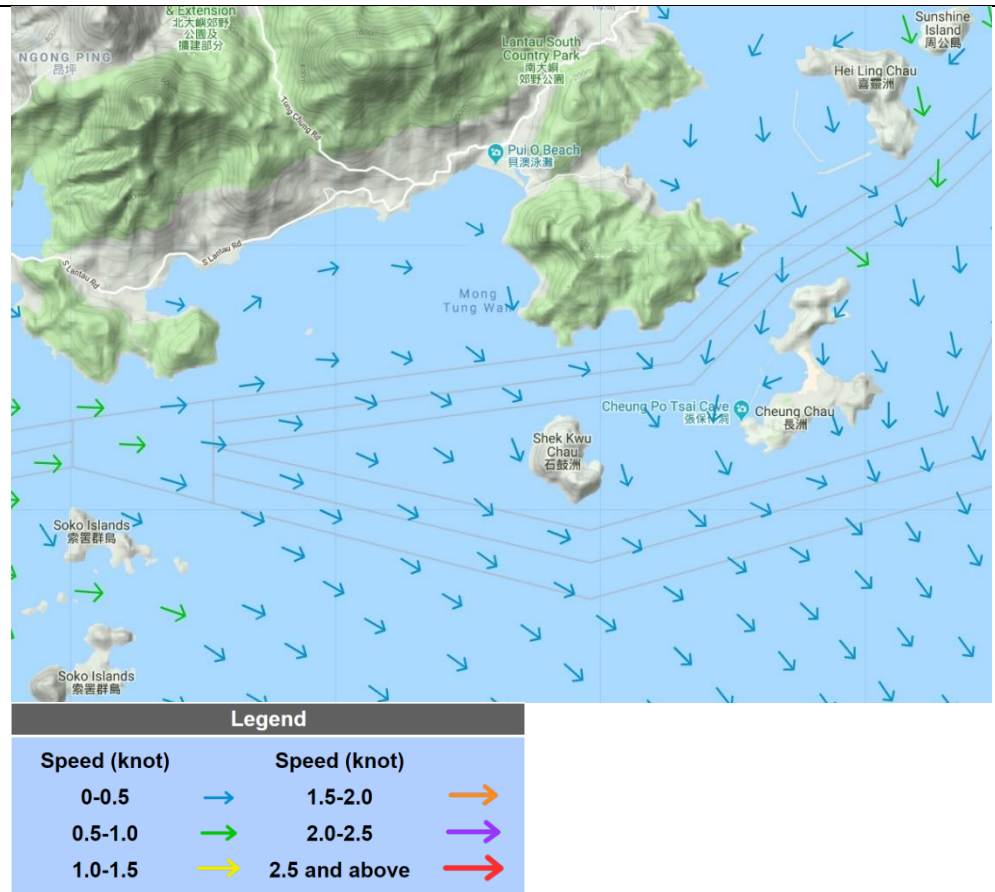 & Extension
北大嶼郊野
公園及
擴建部分
NGONG PING
昂坪
Lantau South
Country Park
南大嶼
郊野公園
Sunshine
Island
周公島
Hei Ling Chau
喜靈洲
Tung Chung Rd
Pui O Beach
貝澳泳灘
S Lantau Rd
S Lantau Rd
Mong
Tung Wan
Cheung Po Tsai Cave
張保仔洞
Cheung Chau
長洲
Shek Kwu
Chau
石鼓洲
Soko Islands
索罟群島
Soko Islands
索罟群島
Legend
Speed (knot) Speed (knot)
0-0.5 1.5-2.0
0.5-1.0 2.0-2.5
1.0-1.5 2.5 and above